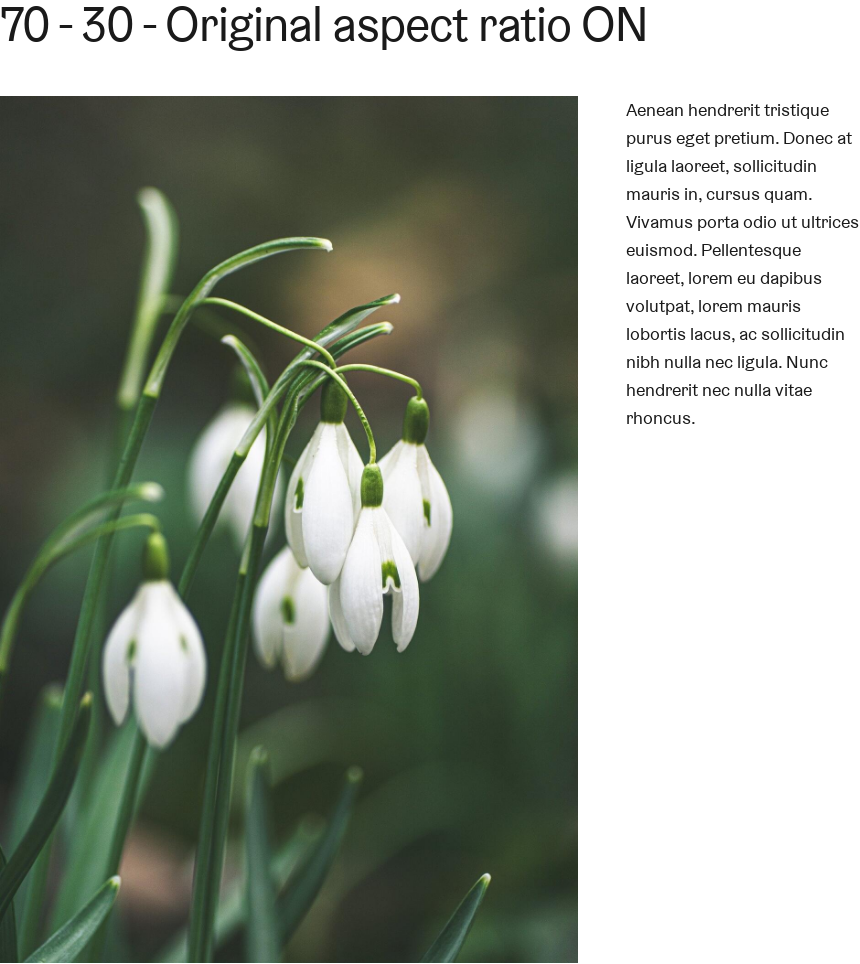 70 - 30 - Original aspect ratio ON
Aenean hendrerit tristique
purus eget pretium. Donec at
ligula laoreet, sollicitudin
mauris in, cursus quam.
Vivamus porta odio ut ultrices
euismod. Pellentesque
laoreet, lorem eu dapibus
volutpat, lorem mauris
lobortis lacus, ac sollicitudin
nibh nulla nec ligula. Nunc
hendrerit nec nulla vitae
rhoncus.